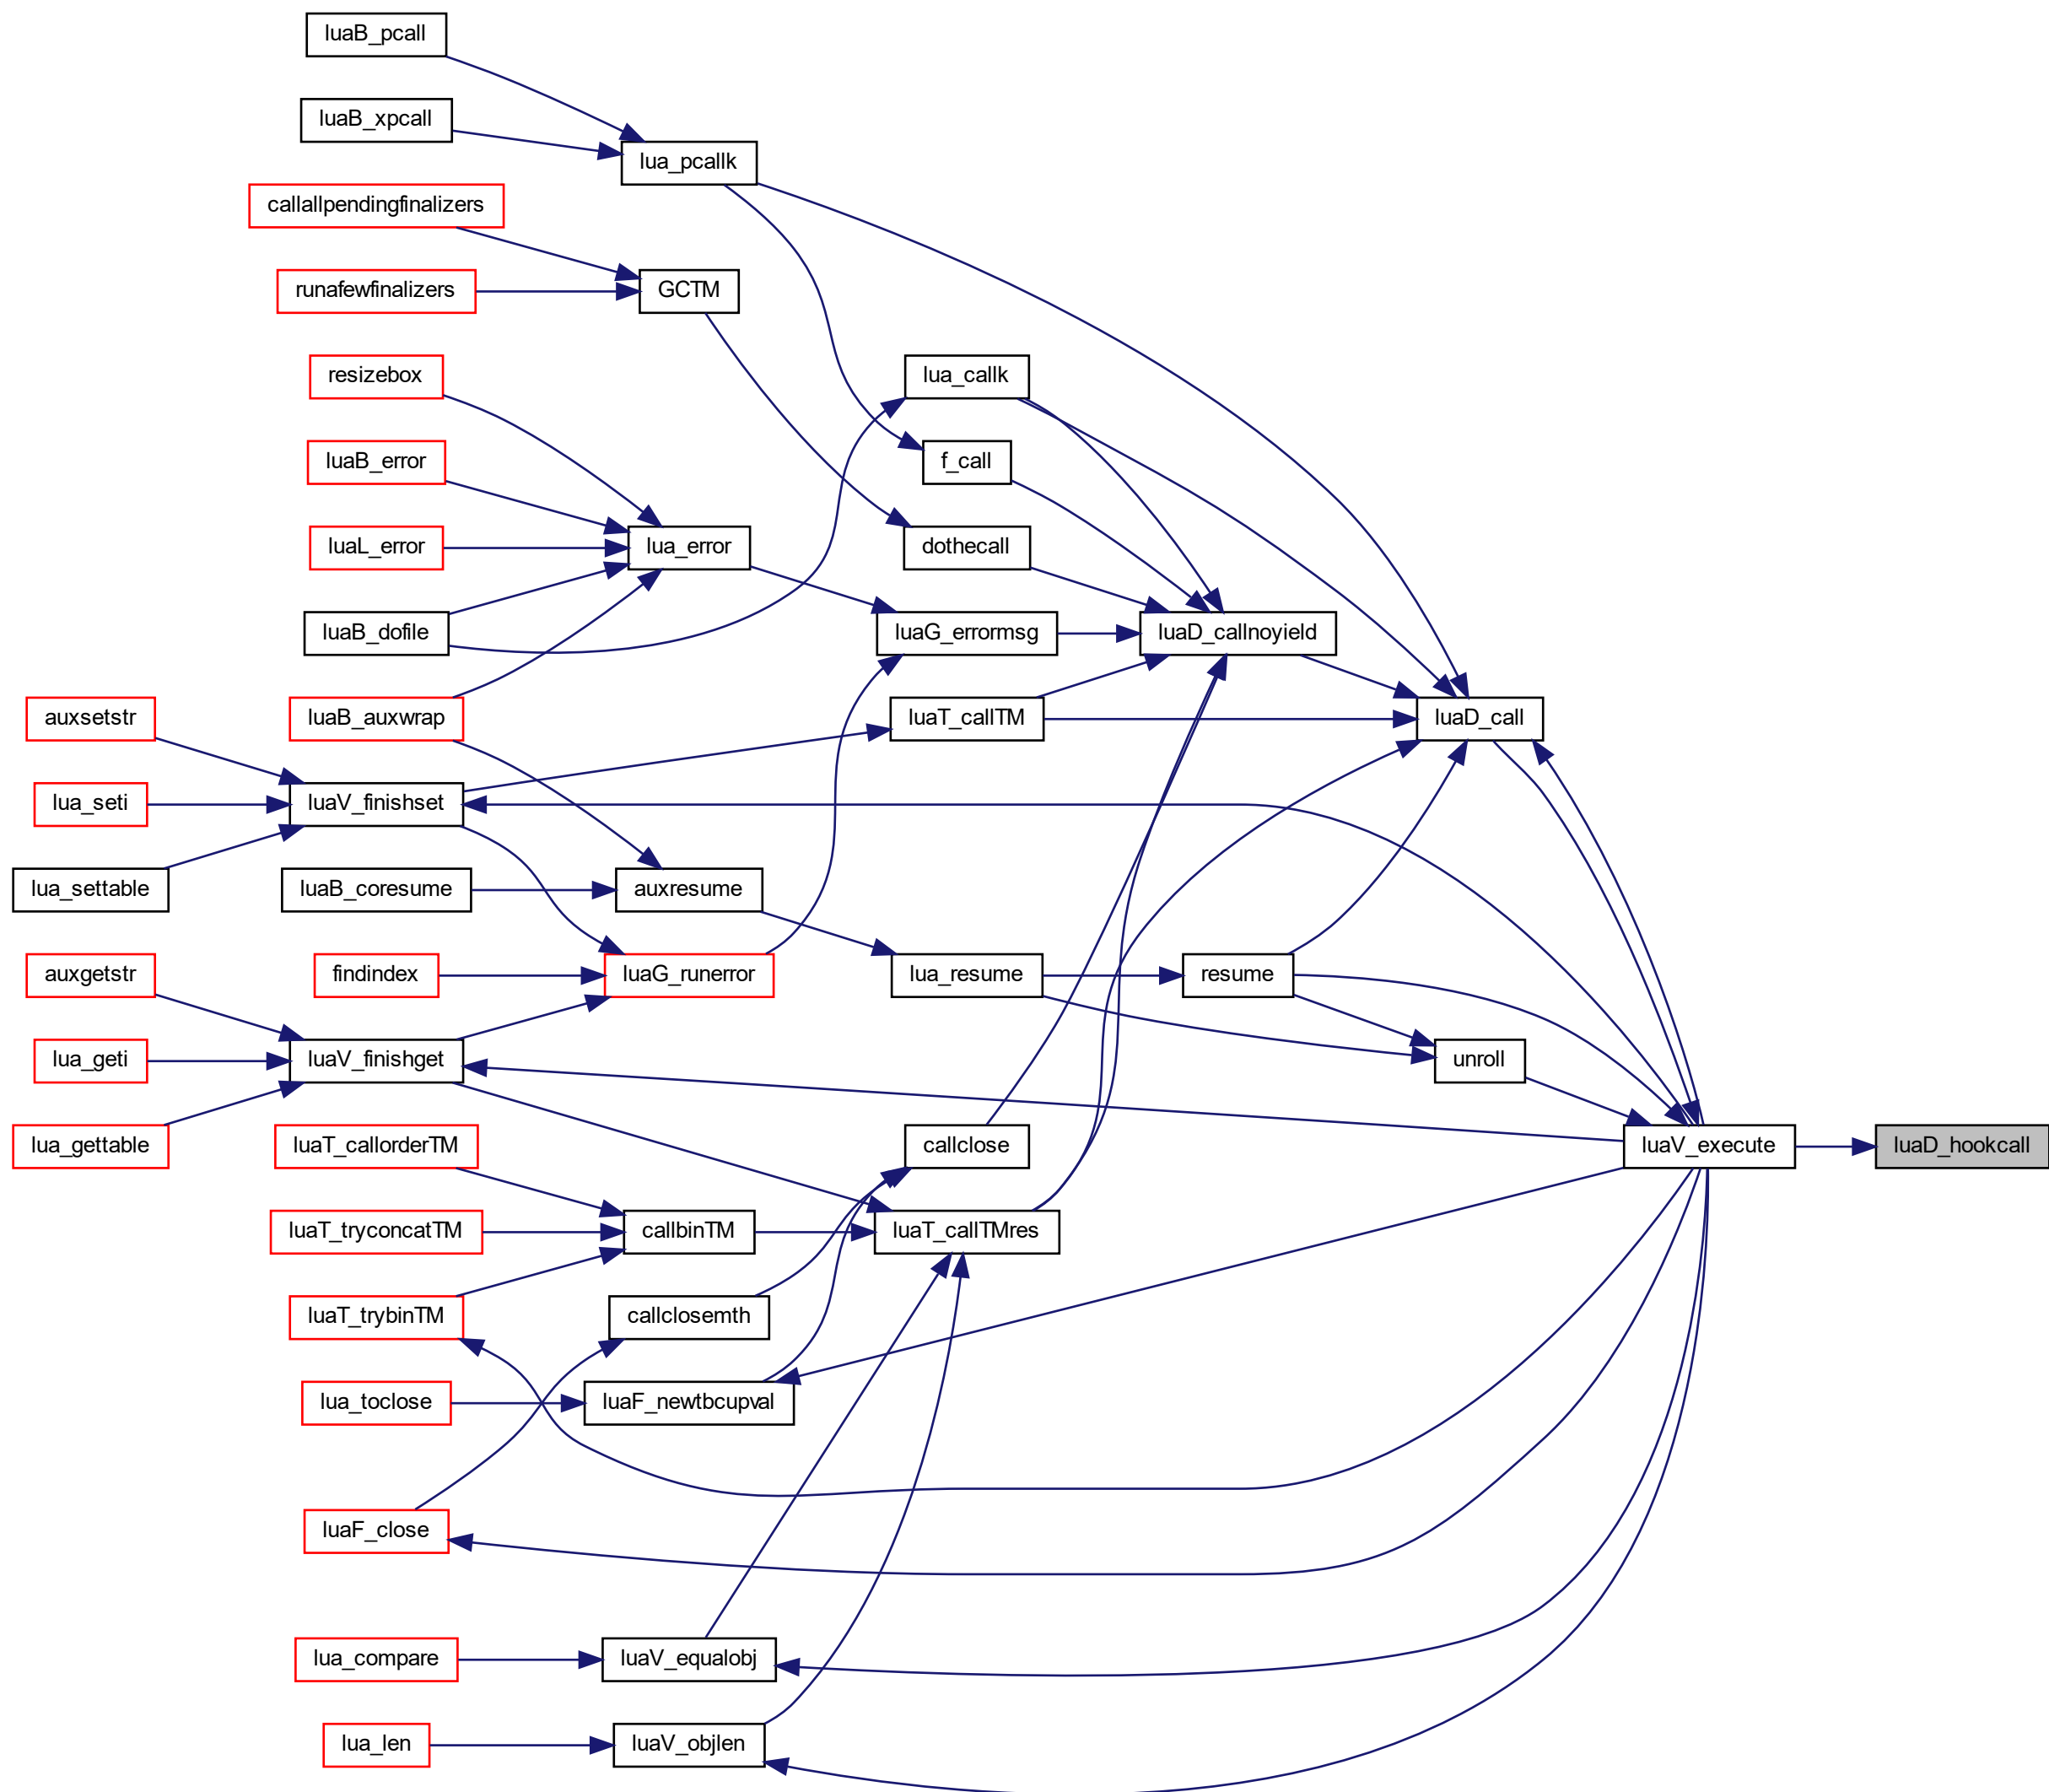 luaB_pcall
luaB_xpcall
lua_pcallk
callallpendingfinalizers
runafewfinalizers
GCTM
resizebox
lua_callk
luaB_error
f_call
luaL_error
lua_error
dothecall
luaB_dofile
luaG_errormsg
luaD_callnoyield
auxsetstr
luaB_auxwrap
luaT_callTM
luaD_call
lua_seti
luaV_finishset
lua_settable
luaB_coresume
auxresume
auxgetstr
findindex
luaG_runerror
lua_resume
resume
lua_geti
luaV_finishget
unroll
lua_gettable
luaT_callorderTM
callclose
luaV_execute
luaD_hookcall
luaT_tryconcatTM
callbinTM
luaT_callTMres
luaT_trybinTM
callclosemth
lua_toclose
luaF_newtbcupval
luaF_close
lua_compare
luaV_equalobj
lua_len
luaV_objlen